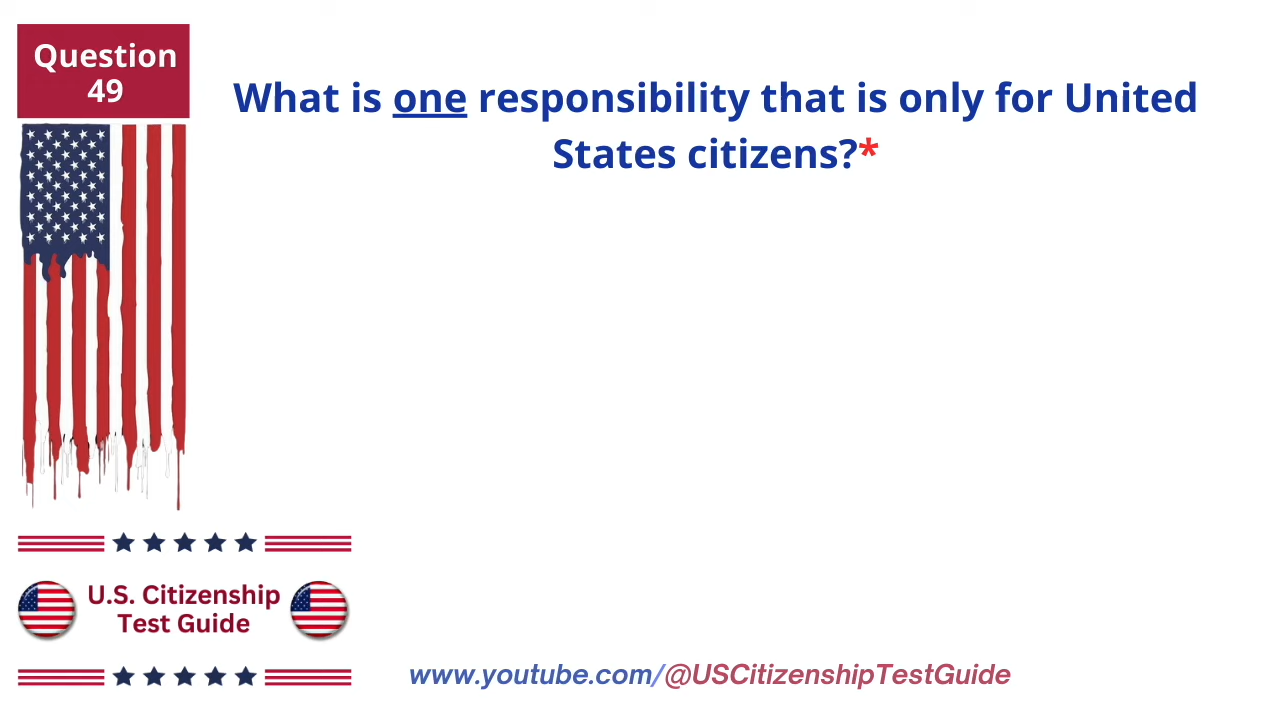 Question
49
What is one responsibility that is only for United
States citizens?*
U.S. Citizenship
Test Guide
www.youtube.com/@USCitizenshipTestGuide